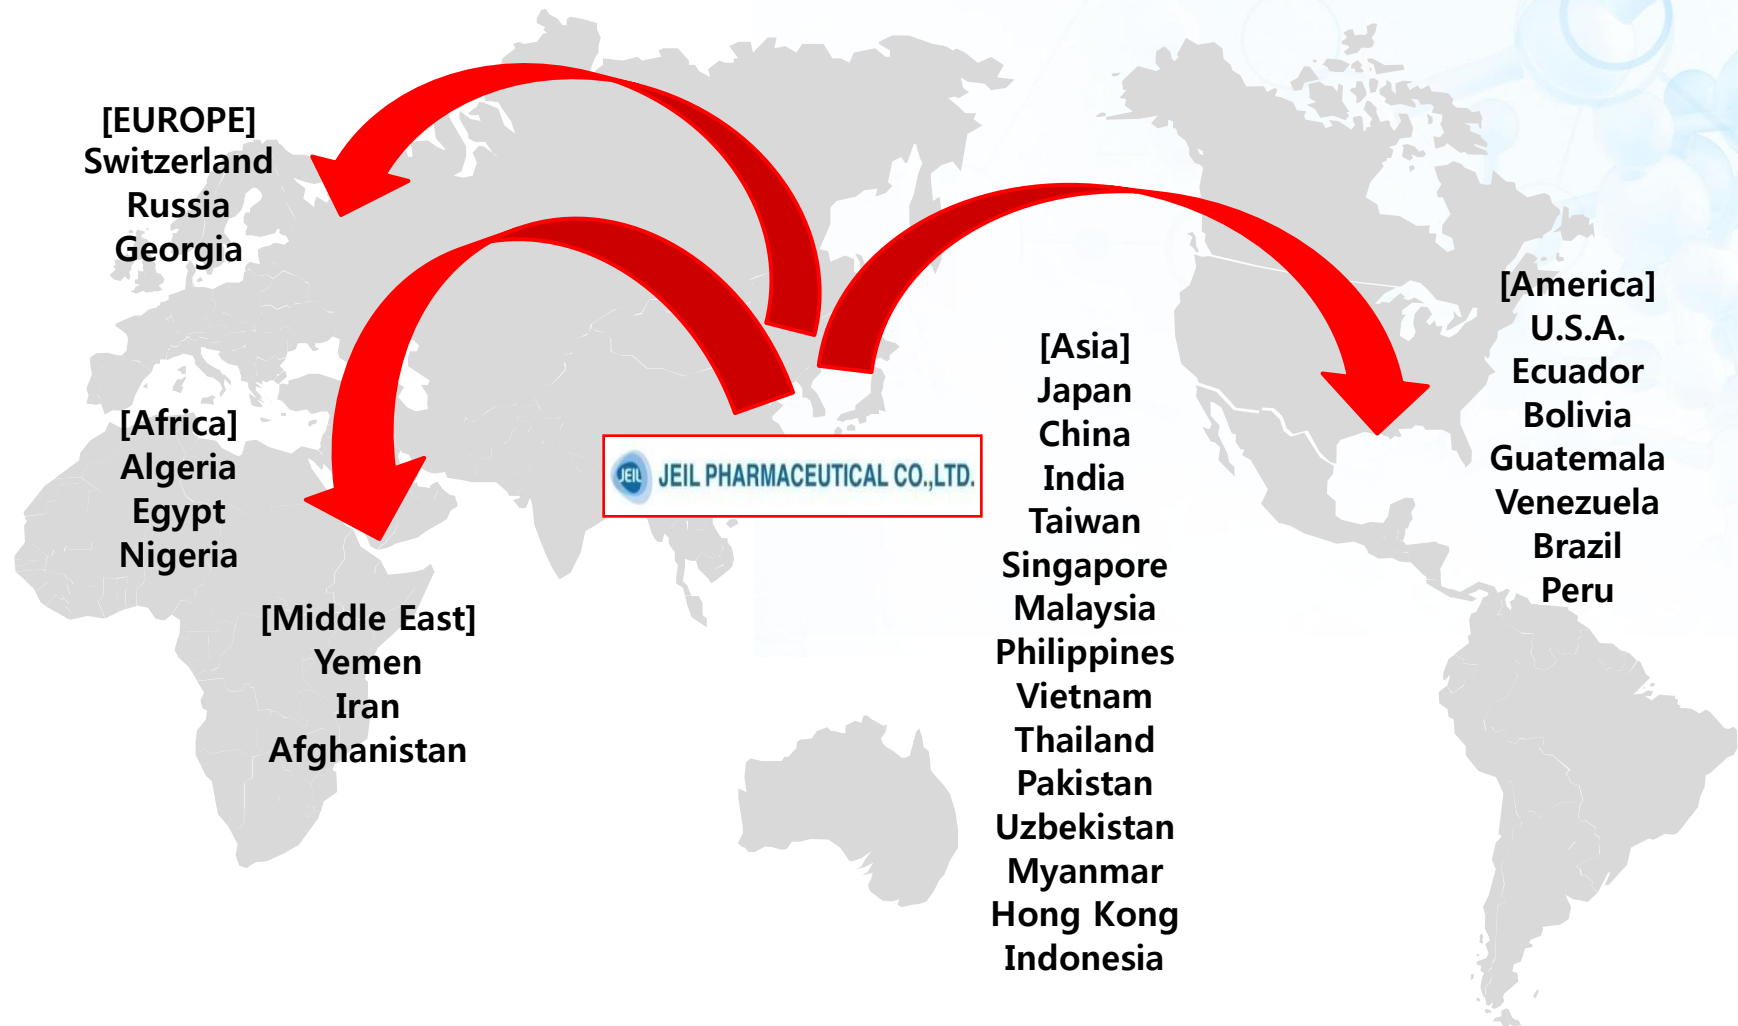 [EUROPE]
Switzerland
Russia
Georgia
[Africa]
Algeria
Egypt
Nigeria
[Middle East]
Yemen
Iran
Afghanistan
JEIL JEIL PHARMACEUTICAL CO.,LTD.
[Asia]
Japan
China
India
Taiwan
Singapore
Malaysia
Philippines
Vietnam
Thailand
Pakistan
Uzbekistan
Myanmar
Hong Kong
Indonesia
[America]
U.S.A.
Ecuador
Bolivia
Guatemala
Venezuela
Brazil
Peru